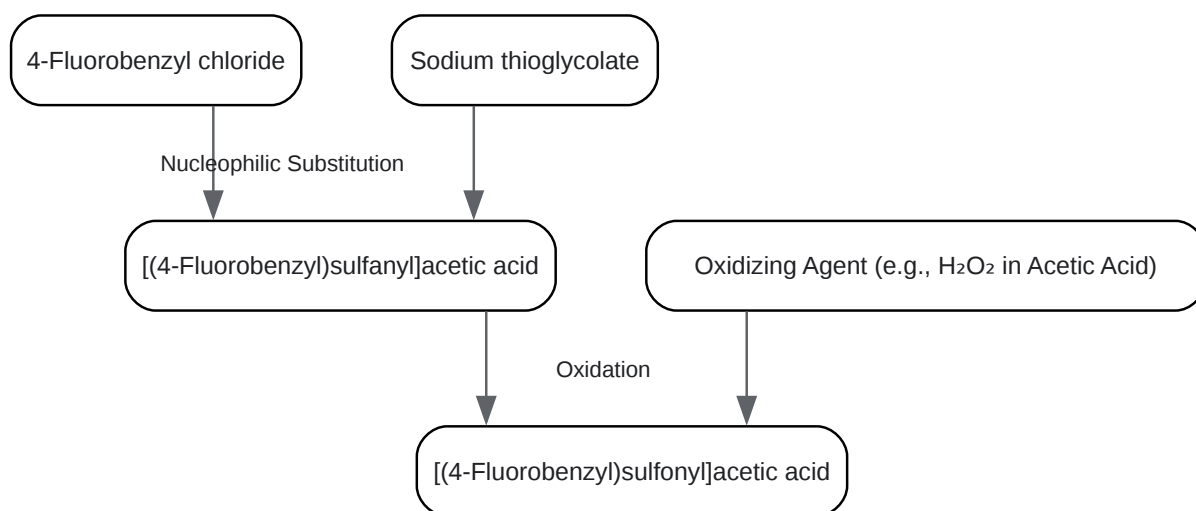 4-Fluorobenzyl chloride
Sodium thioglycolate
Nucleophilic Substitution
[(4-Fluorobenzyl)sulfanyl]acetic acid
Oxidizing Agent (e.g., H₂O₂ in Acetic Acid)
Oxidation
[(4-Fluorobenzyl)sulfonyl]acetic acid